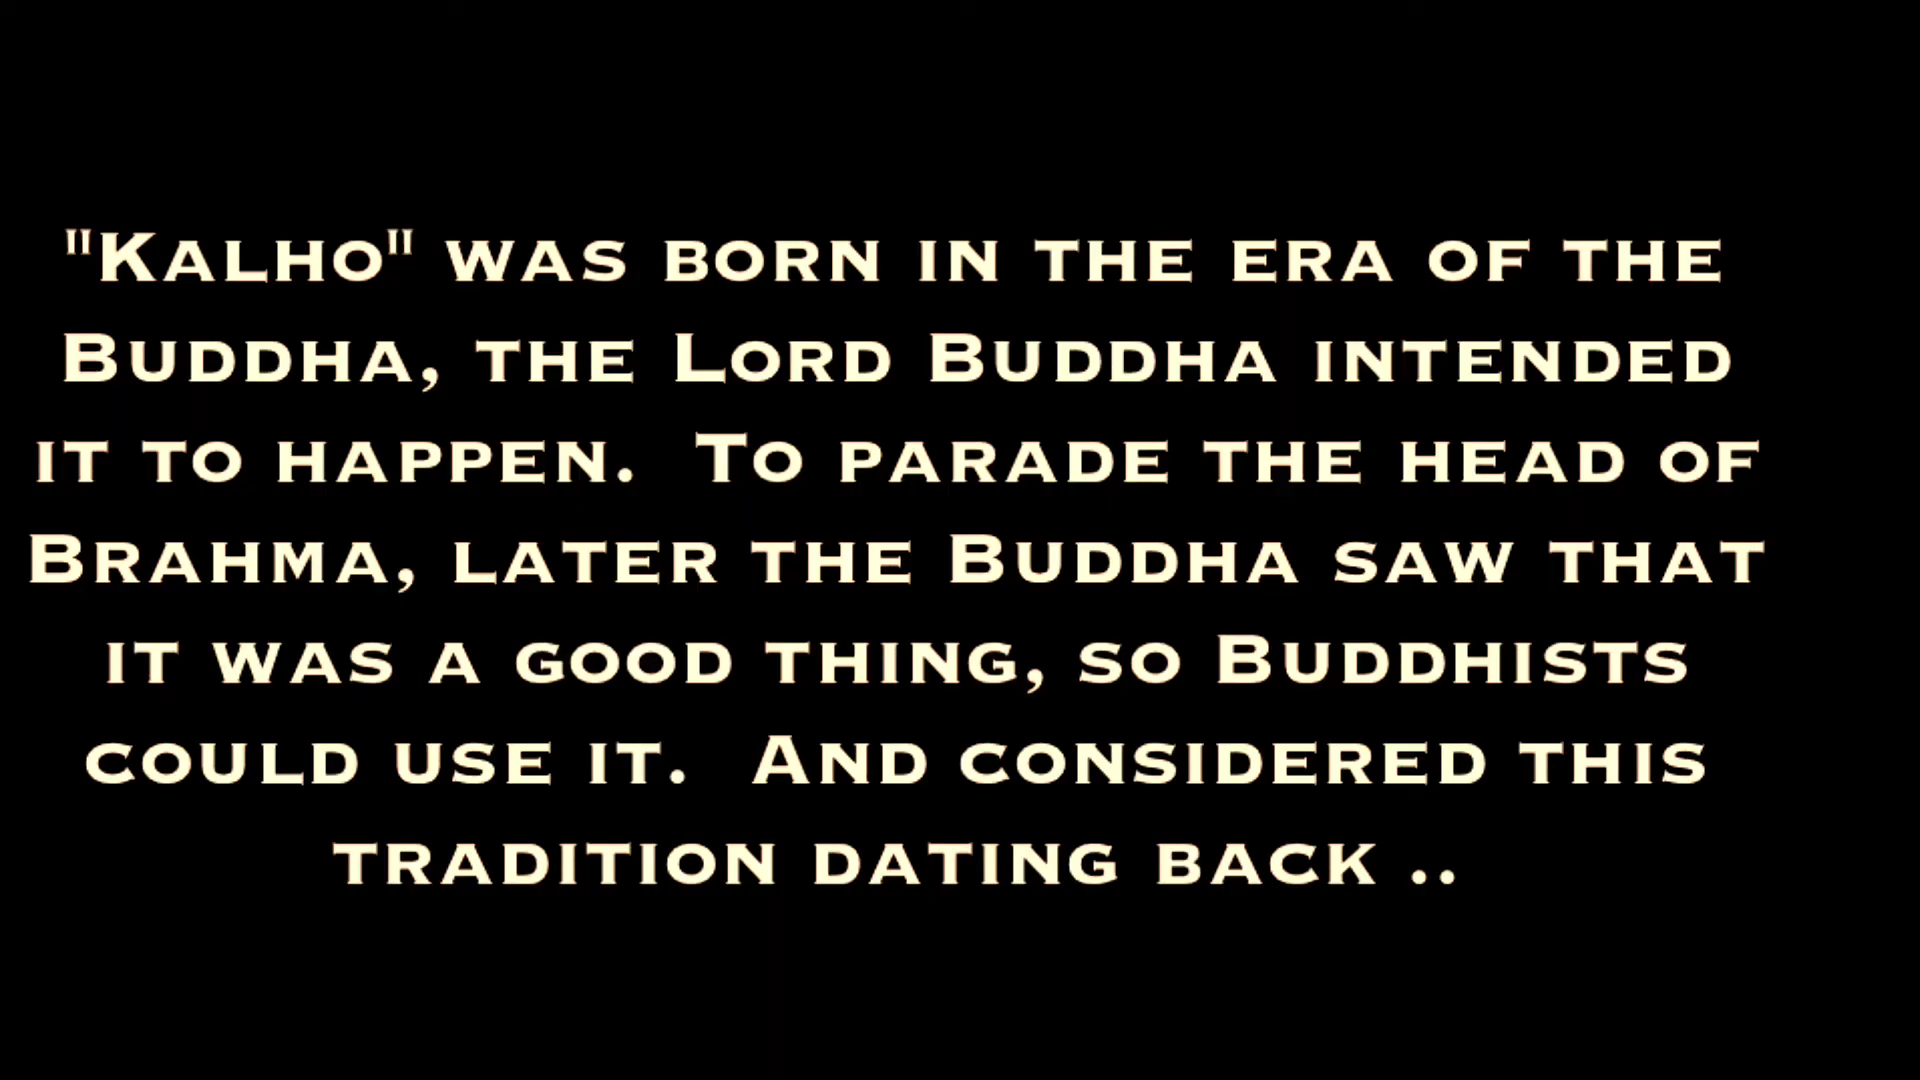 "Kalho" was born in the era of the
Buddha, the Lord Buddha intended
it to happen.  To parade the head of
Brahma, later the Buddha saw that
it was a good thing, so Buddhists
could use it.  And considered this
tradition dating back ..